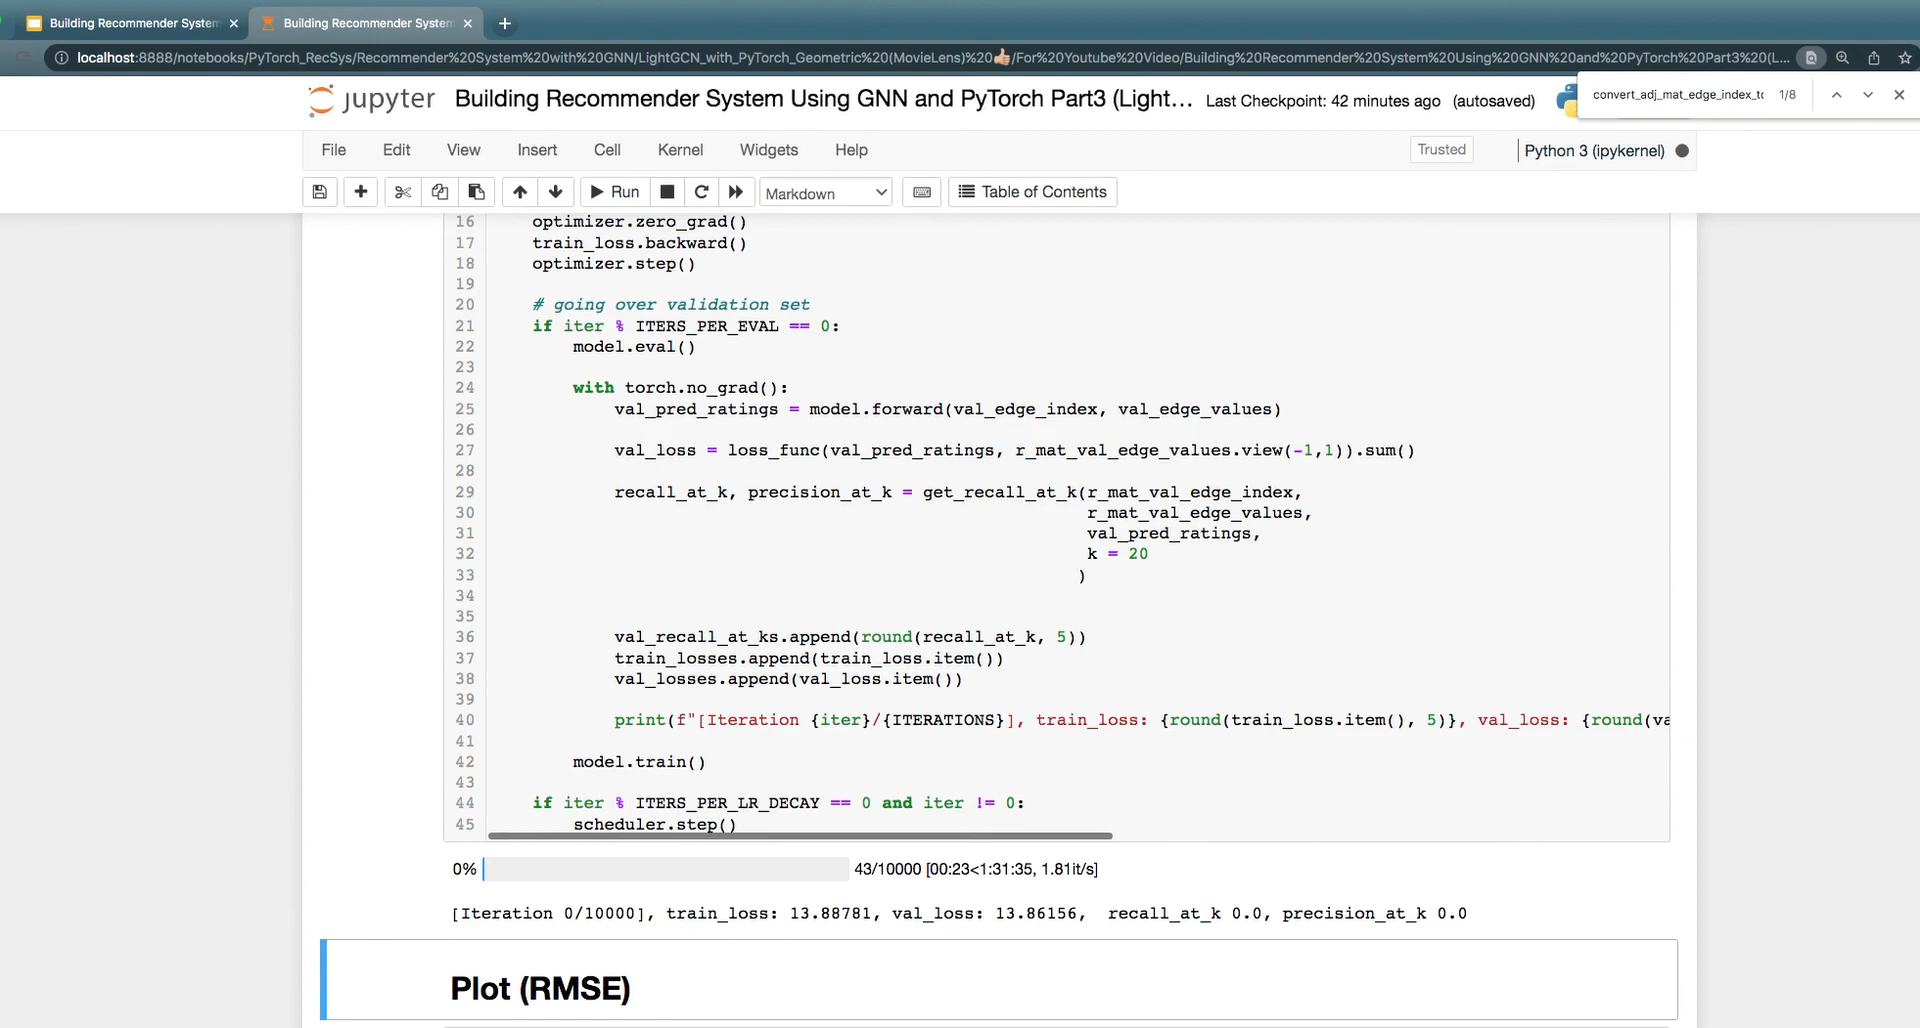 Building Recommender System
Building Recommender System
localhost:8888/notebooks/PyTorch_RecSys/Recommender%20System%20with%20GNN/LightGCN_with_PyTorch_Geometric%20(MovieLens)%20👍/For%20Youtube%20Video/Building%20Recommender%20System%20Using%20GNN%20and%20PyTorch%20Part3%20(L...
convert_adj_mat_edge_index_to 1/8
jupyter Building Recommender System Using GNN and PyTorch Part3 (Light... Last Checkpoint: 42 minutes ago (autosaved)
File Edit View Insert Cell Kernel Widgets Help Trusted Python 3 (ipykernel)
Run Markdown Table of Contents
16 optimizer.zero_grad()
17 train_loss.backward()
18 optimizer.step()
19
20 # going over validation set
21 if iter % ITERS_PER_EVAL == 0:
22 model.eval()
23
24 with torch.no_grad():
25 val_pred_ratings = model.forward(val_edge_index, val_edge_values)
26
27 val_loss = loss_func(val_pred_ratings, r_mat_val_edge_values.view(-1,1)).sum()
28
29 recall_at_k, precision_at_k = get_recall_at_k(r_mat_val_edge_index,
30 r_mat_val_edge_values,
31 val_pred_ratings,
32 k = 20
33 )
34
35
36 val_recall_at_ks.append(round(recall_at_k, 5))
37 train_losses.append(train_loss.item())
38 val_losses.append(val_loss.item())
39
40 print(f"[Iteration {iter}/{ITERATIONS}], train_loss: {round(train_loss.item(), 5)}, val_loss: {round(va
41
42 model.train()
43
44 if iter % ITERS_PER_LR_DECAY == 0 and iter != 0:
45 scheduler.step()
0% 43/10000 [00:23<1:31:35, 1.81it/s]
[Iteration 0/10000], train_loss: 13.88781, val_loss: 13.86156, recall_at_k 0.0, precision_at_k 0.0
Plot (RMSE)